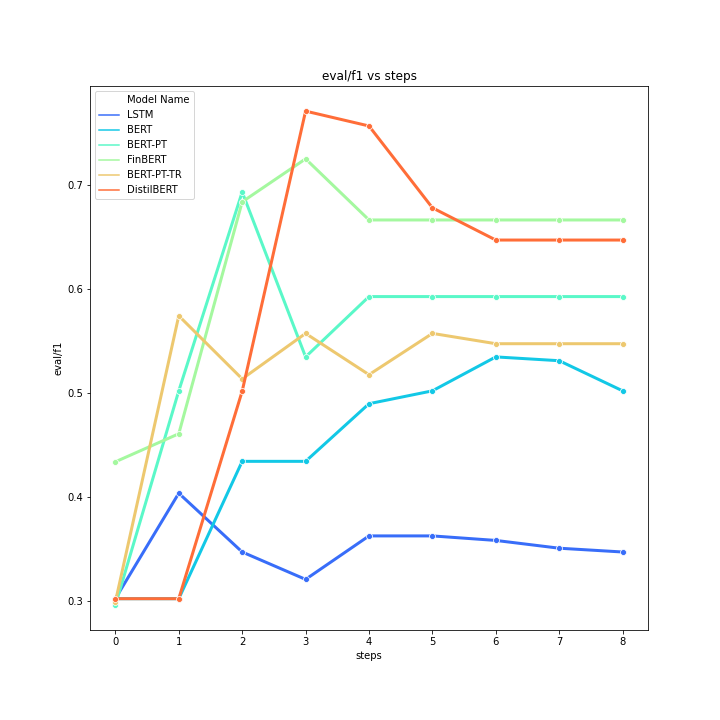 eval/f1 vs steps
Model Name
LSTM
BERT
BERT-PT
FinBERT
BERT-PT-TR
DistilBERT
0.7
0.6
0.5
0.4
0.3
eval/f1
0 1 2 3 4 5 6 7 8
steps